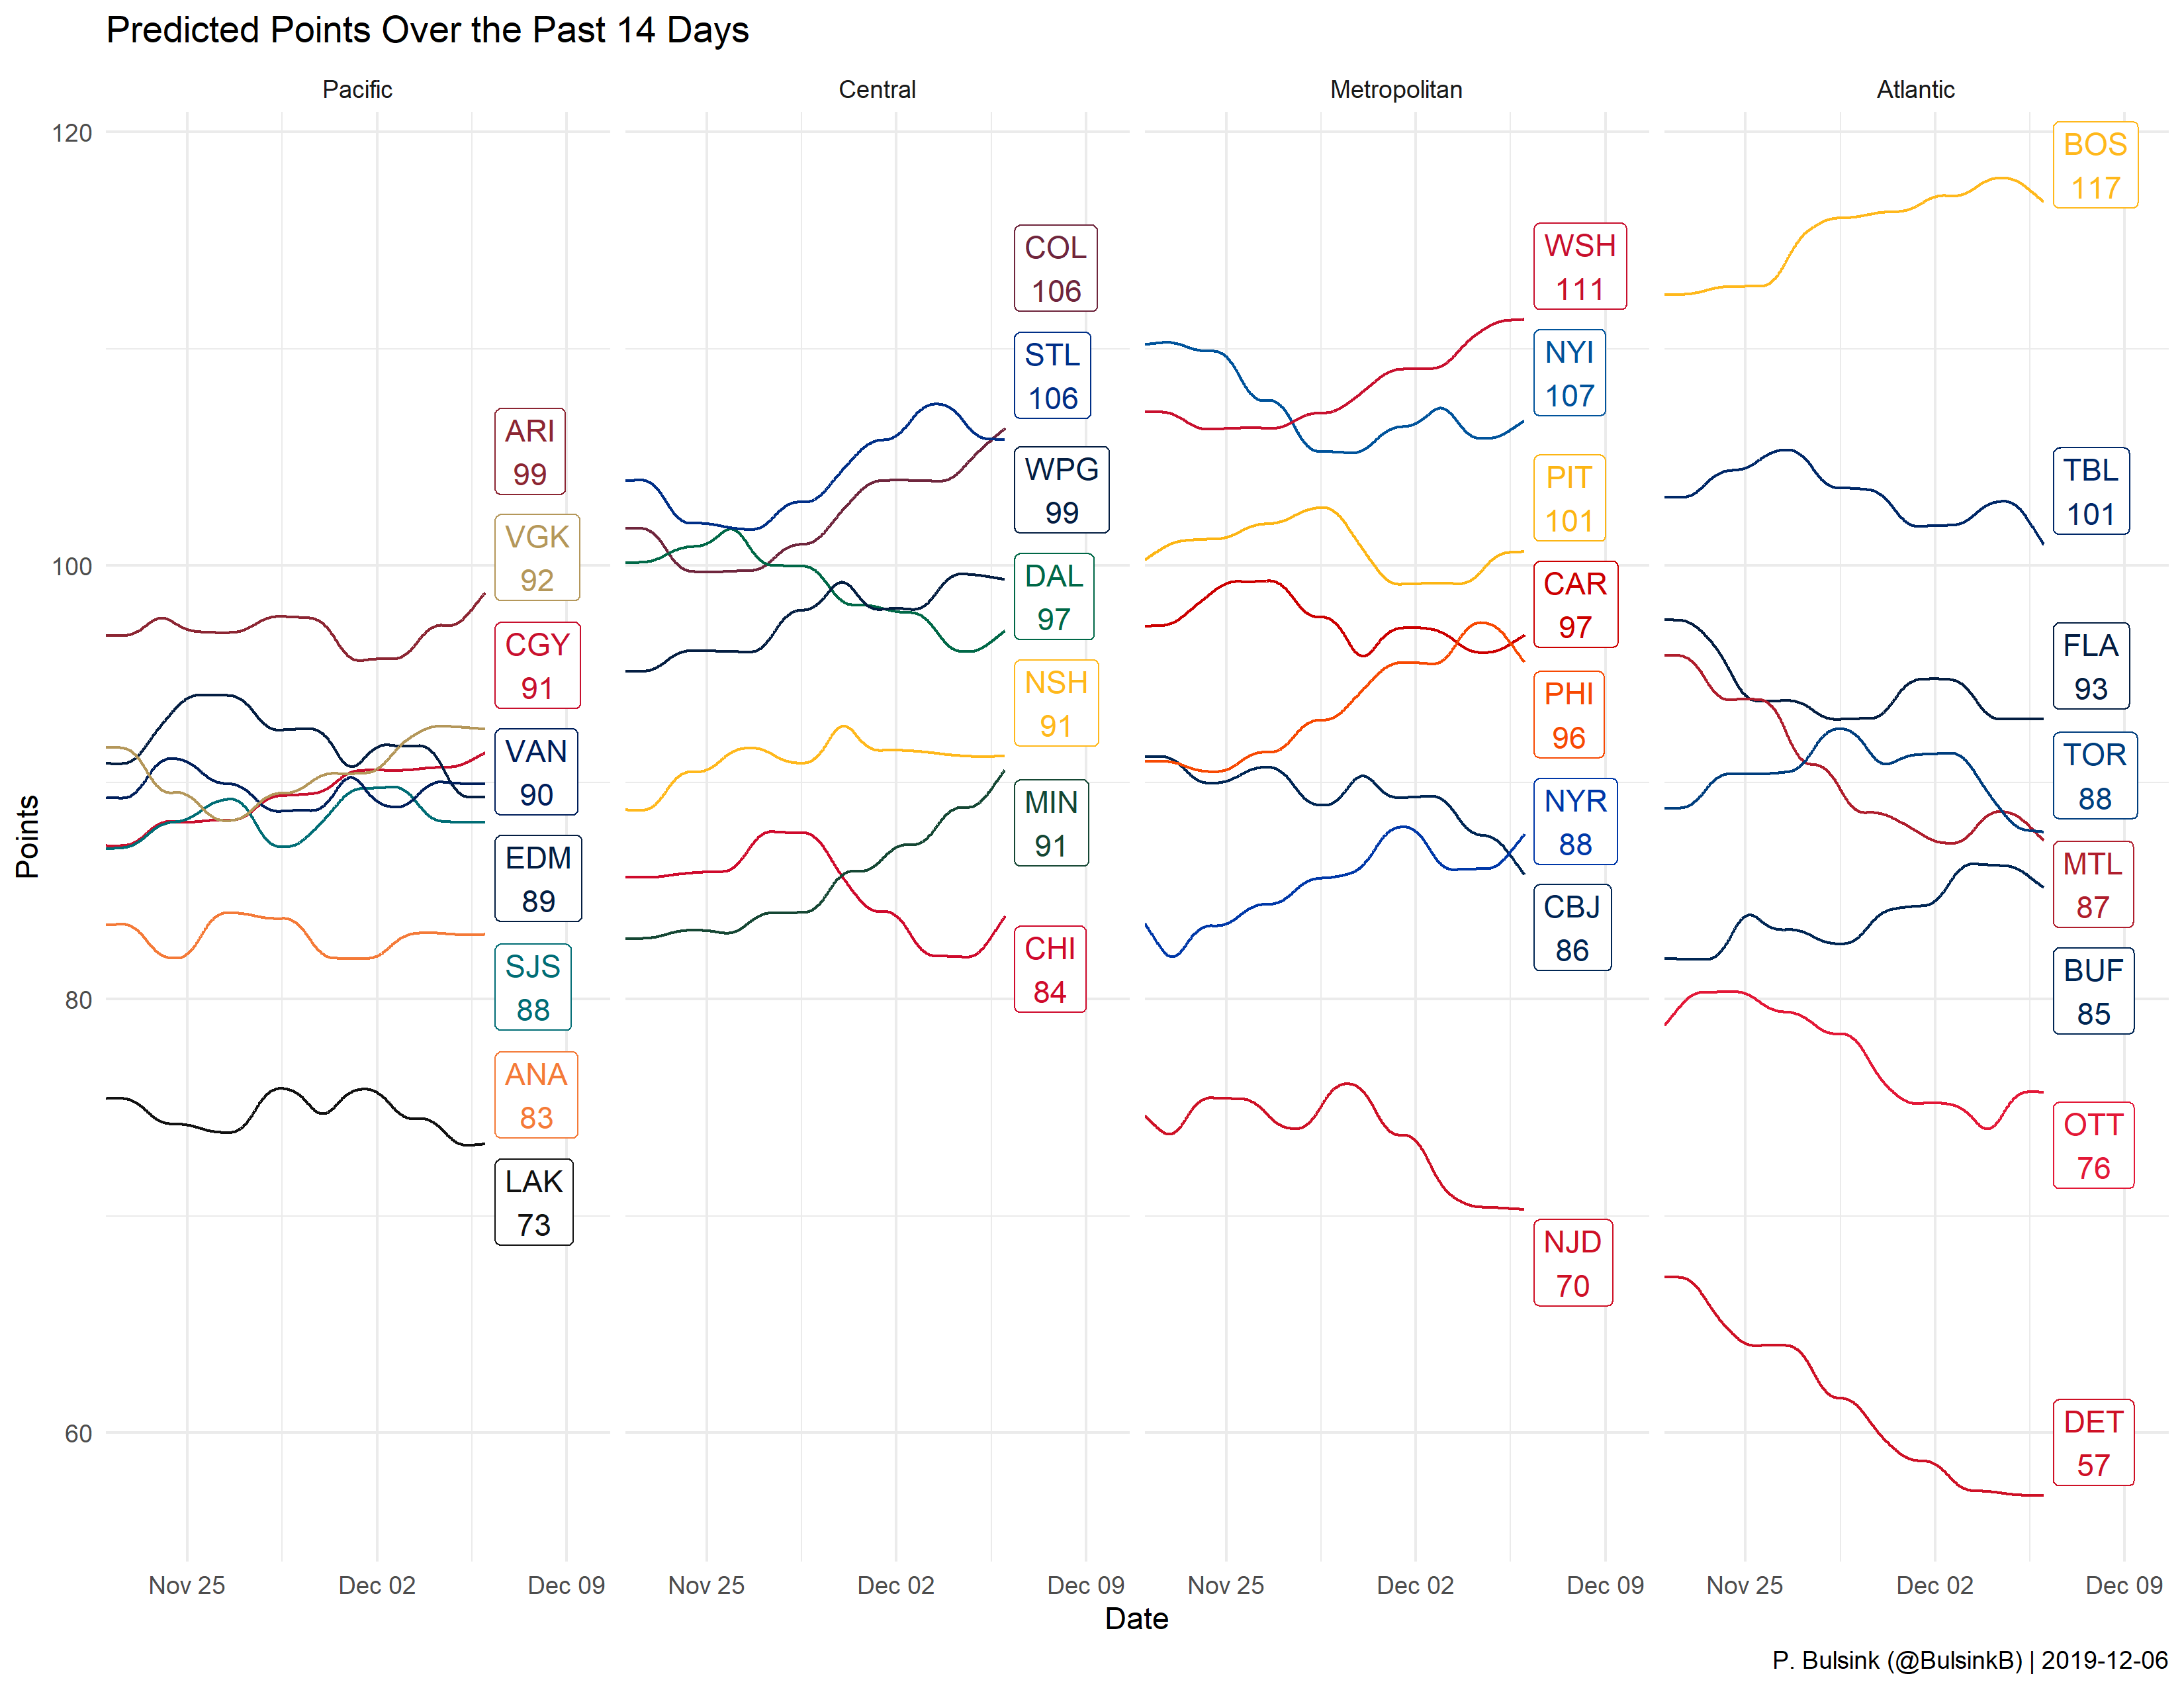 Predicted Points Over the Past 14 Days
Pacific
Central
Metropolitan
Atlantic
120
100
80
60
Points
ARI
99
VGK
92
CGY
91
VAN
90
EDM
89
SJS
88
ANA
83
LAK
73
COL
106
STL
106
WPG
99
DAL
97
NSH
91
MIN
91
CHI
84
WSH
111
NYI
107
PIT
101
CAR
97
PHI
96
NYR
88
CBJ
86
NJD
70
BOS
117
TBL
101
FLA
93
TOR
88
MTL
87
BUF
85
OTT
76
DET
57
Nov 25 Dec 02 Dec 09
Nov 25 Dec 02 Dec 09
Nov 25 Dec 02 Dec 09
Nov 25 Dec 02 Dec 09
Date
P. Bulsink (@BulsinkB) | 2019-12-06